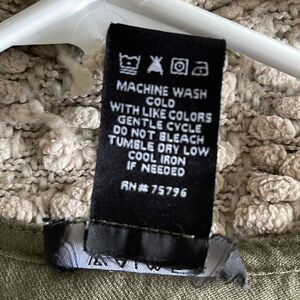 MACHINE WASH
COLD
WITH LIKE COLORS
GENTLE CYCLE
DO NOT BLEACH
TUMBLE DRY LOW
COOL IRON
IF NEEDED
RN# 75796